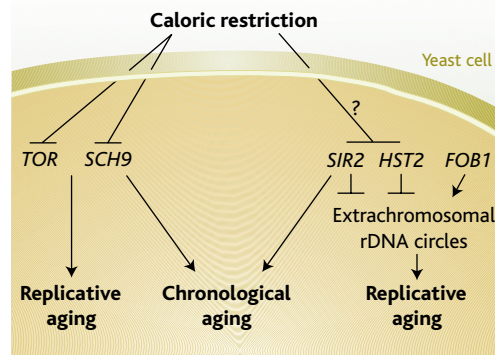 Caloric restriction
Yeast cell
?
TOR SCH9 SIR2 HST2 FOB1
Extrachromosomal
rDNA circles
Replicative
aging
Chronological
aging
Replicative
aging